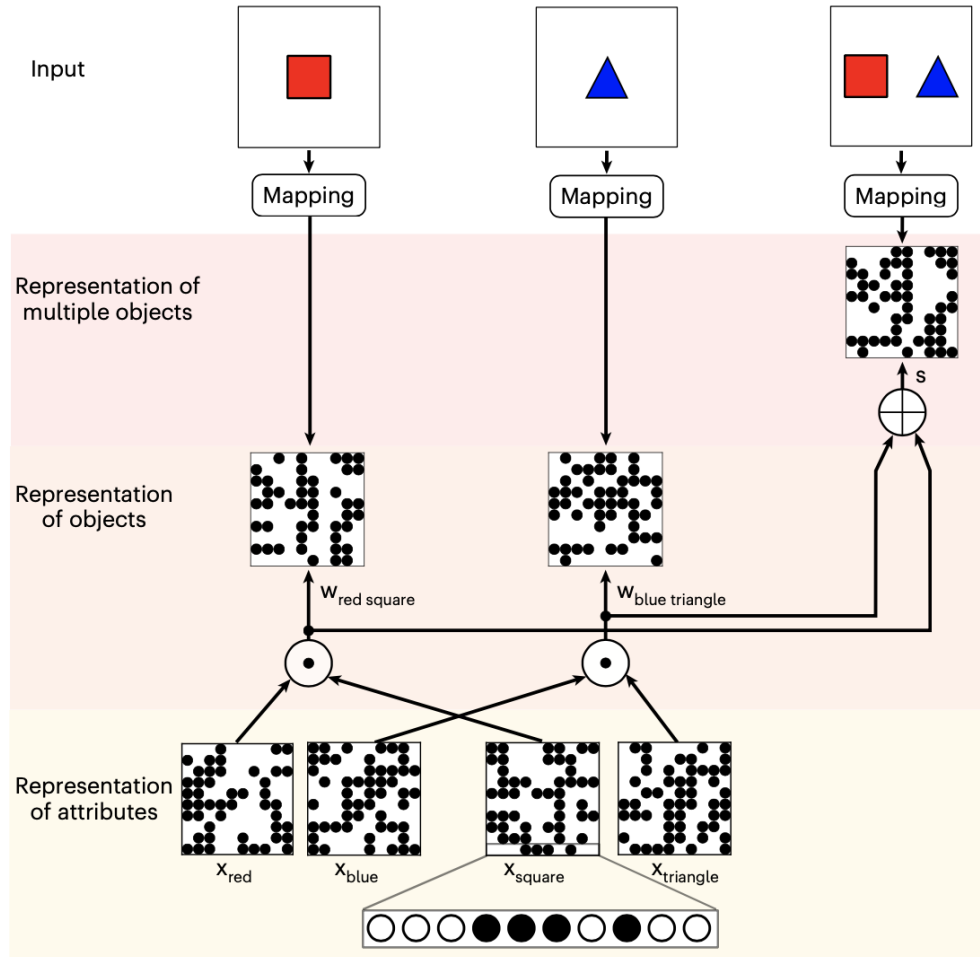 Input
Mapping
Mapping
Mapping
Representation of
multiple objects
s
Representation
of objects
w_red square
w_blue triangle
Representation
of attributes
x_red
x_blue
x_square
x_triangle